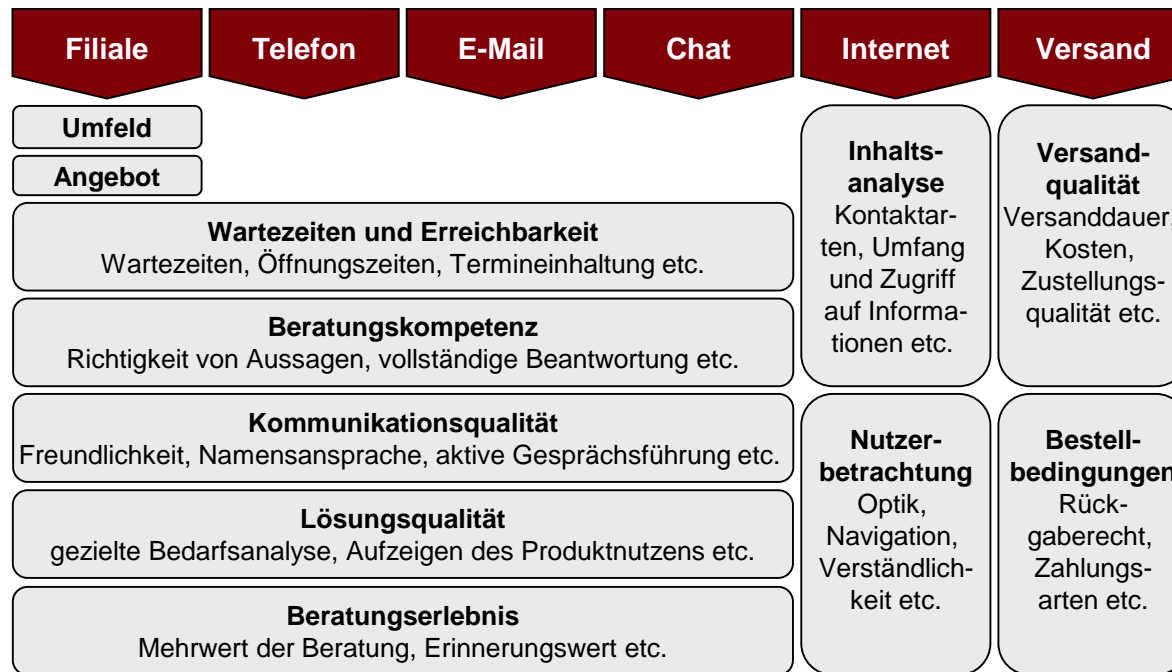 Filiale
Telefon
E-Mail
Chat
Internet
Versand
Umfeld
Angebot
Wartezeiten und Erreichbarkeit
Wartezeiten, Öffnungszeiten, Termineinhaltung etc.
Beratungskompetenz
Richtigkeit von Aussagen, vollständige Beantwortung etc.
Kommunikationsqualität
Freundlichkeit, Namensansprache, aktive Gesprächsführung etc.
Lösungsqualität
gezielte Bedarfsanalyse, Aufzeigen des Produktnutzens etc.
Beratungserlebnis
Mehrwert der Beratung, Erinnerungswert etc.
Inhalts-
analyse
Kontaktar-
ten, Umfang
und Zugriff
auf Informa-
tionen etc.
Nutzer-
betrachtung
Optik,
Navigation,
Verständlich-
keit etc.
Versand-
qualität
Versanddauer,
Kosten,
Zustellungs-
qualität etc.
Bestell-
bedingungen
Rück-
gaberecht,
Zahlungs-
arten etc.